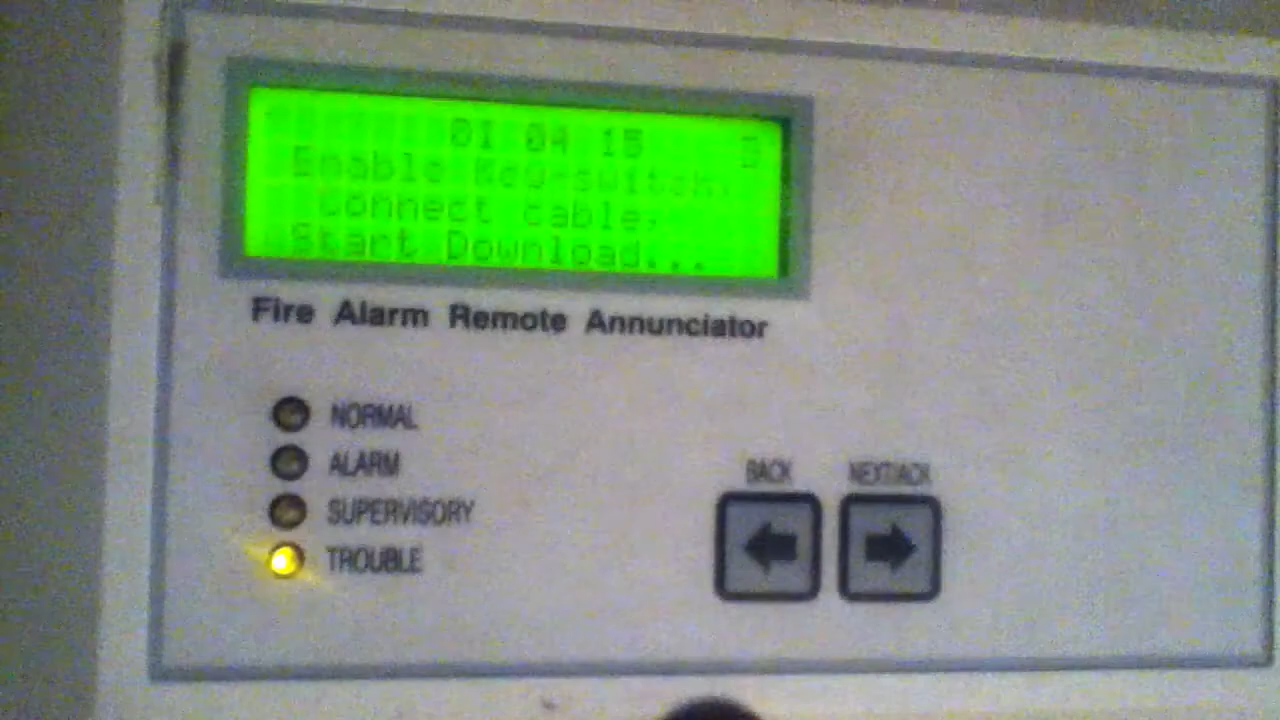 01 04 15
Enable Key-switch,
Connect cable,
Start Download...
Fire Alarm Remote Annunciator
NORMAL
ALARM
SUPERVISORY
TROUBLE
BACK NEXT/ACK